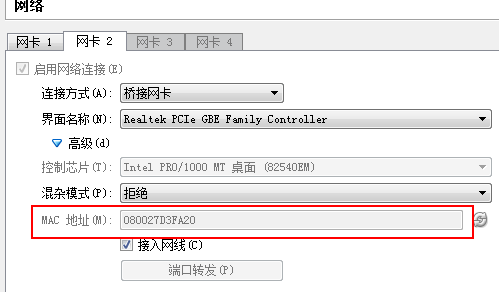 网络
网卡 1 网卡 2 网卡 3 网卡 4
启用网络连接(E)
连接方式(A): 桥接网卡
界面名称(N): Realtek PCIe GBE Family Controller
高级(d)
控制芯片(T): Intel PRO/1000 MT 桌面 (82540EM)
混杂模式(P): 拒绝
MAC 地址(M): 080027D3FA20
接入网线(C)
端口转发(P)